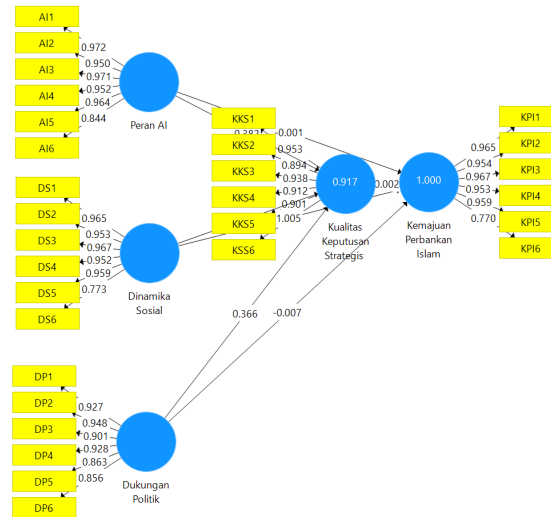 AI1
AI2
AI3
AI4
AI5
AI6
0.972
0.950
0.971
0.952
0.964
0.844
Peran AI
DS1
DS2
DS3
DS4
DS5
DS6
0.965
0.953
0.967
0.952
0.959
0.773
Dinamika
Sosial
DP1
DP2
DP3
DP4
DP5
DP6
0.927
0.948
0.901
0.928
0.863
0.856
Dukungan
Politik
KKS1
KKS2
KKS3
KKS4
KKS5
KSS6
0.953
0.894
0.938
0.912
0.901
1.005
-0.001
0.002
0.366
-0.007
0.917
Kualitas
Keputusan
Strategis
1.000
Kemajuan
Perbankan
Islam
0.965
0.954
0.967
0.953
0.959
0.770
KPI1
KPI2
KPI3
KPI4
KPI5
KPI6